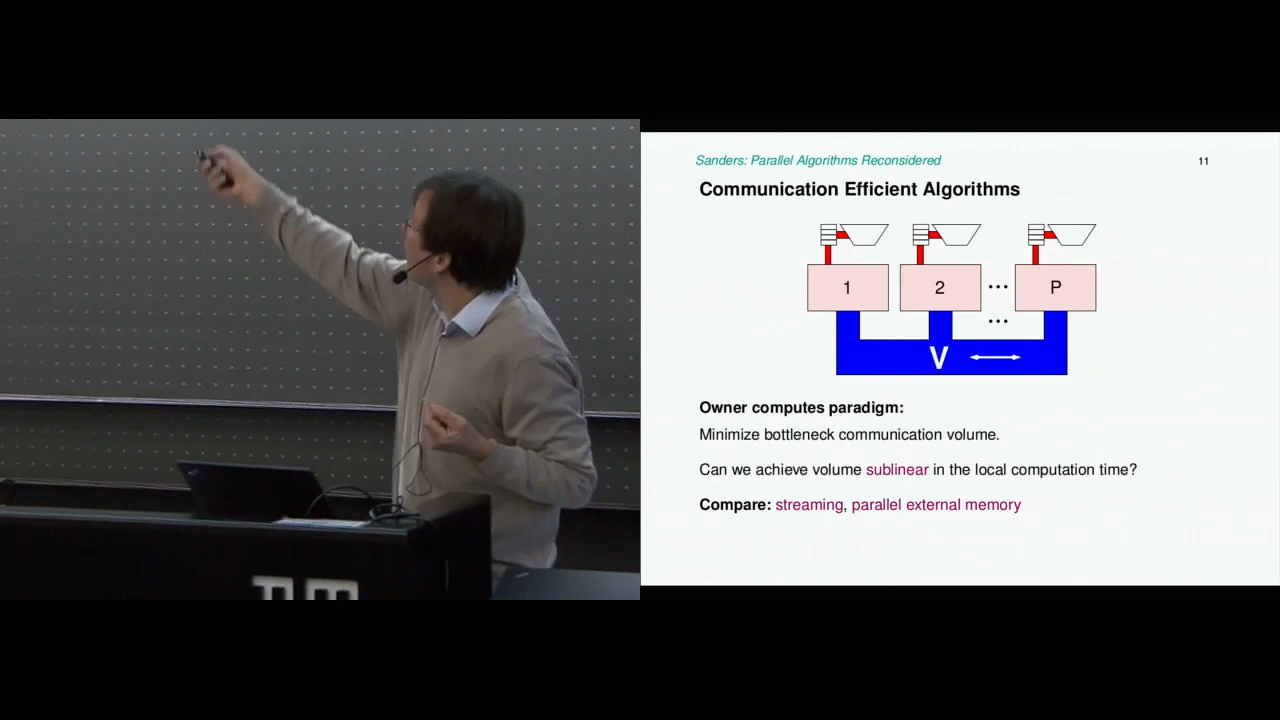 Sanders: Parallel Algorithms Reconsidered
11
Communication Efficient Algorithms
1 2 ... P
...
V
Owner computes paradigm:
Minimize bottleneck communication volume.
Can we achieve volume sublinear in the local computation time?
Compare: streaming, parallel external memory